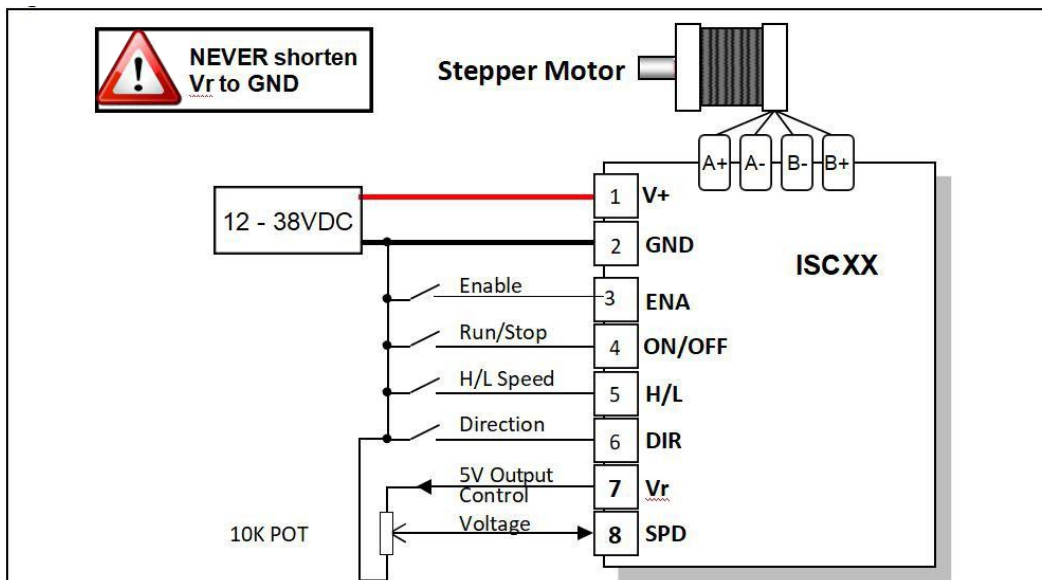 NEVER shorten
Vr to GND
Stepper Motor
A+ A- B- B+
12 - 38VDC
1 V+
2 GND
ISCXX
Enable 3 ENA
Run/Stop 4 ON/OFF
H/L Speed 5 H/L
Direction 6 DIR
5V Output 7 Vr
Control
10K POT Voltage 8 SPD